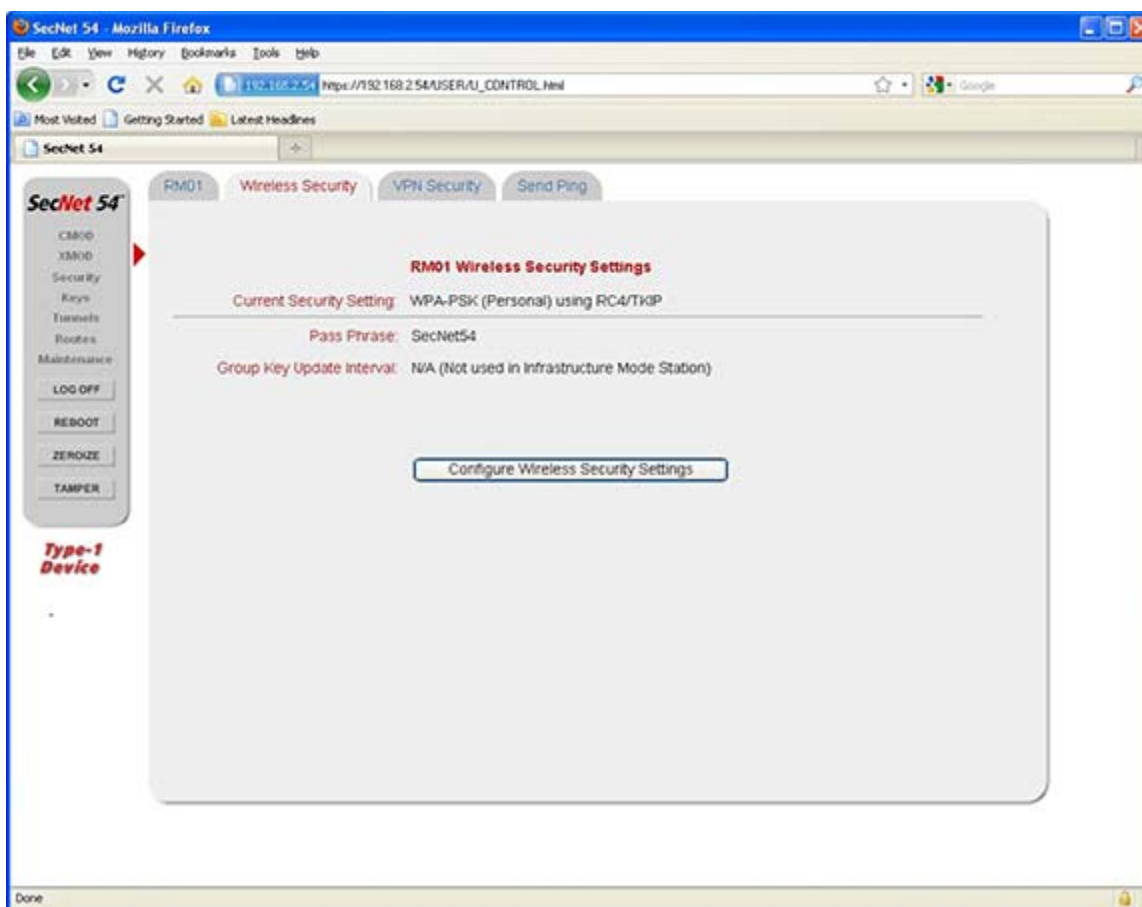 SecNet 54 - Mozilla Firefox
File Edit View History Bookmarks Tools Help
192.168.2.54 https://192.168.2.54/USER/U_CONTROL.html
Google
Most Visited Getting Started Latest Headlines
SecNet 54
RM01 Wireless Security VPN Security Send Ping
SecNet 54
CMOD
XMOD
Security
Keys
Tunnels
Routes
Maintenance
LOG OFF
REBOOT
ZEROIZE
TAMPER
Type-1
Device
RM01 Wireless Security Settings
Current Security Setting: WPA-PSK (Personal) using RC4/TKIP
Pass Phrase: SecNet54
Group Key Update Interval: N/A (Not used in Infrastructure Mode Station)
Configure Wireless Security Settings
Done